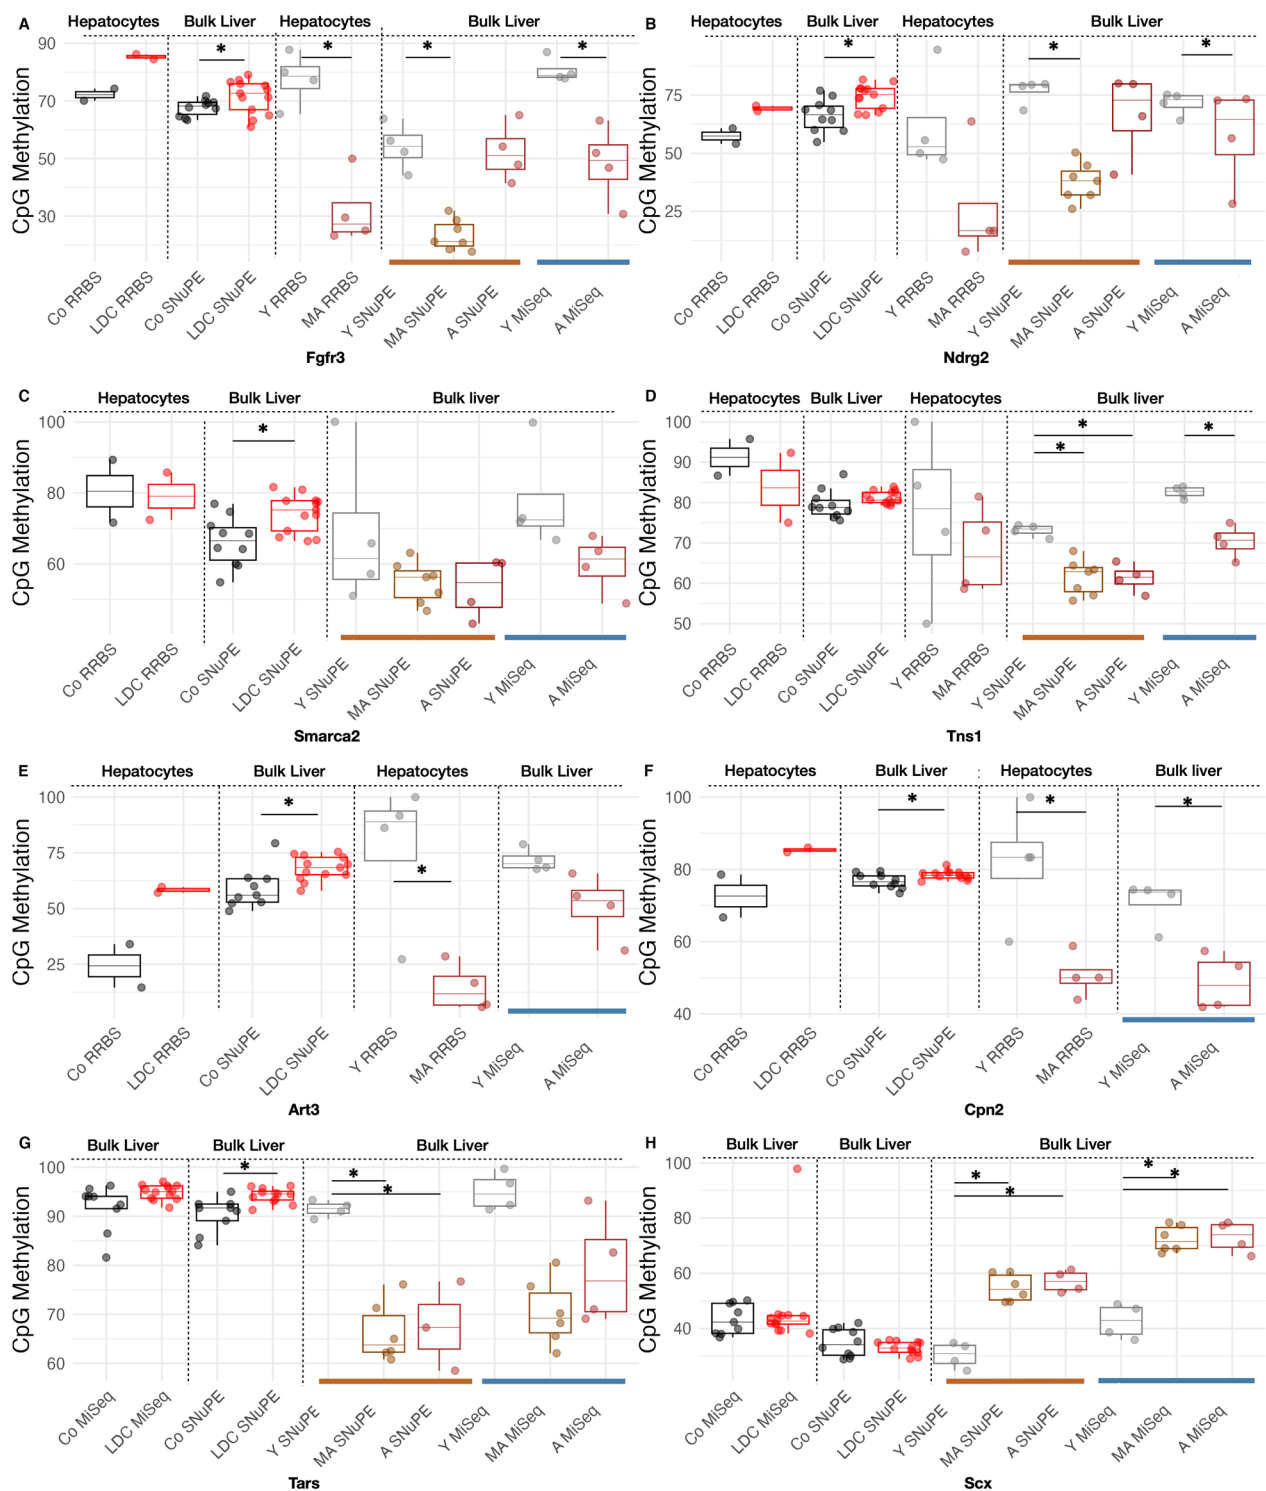 A Hepatocytes Bulk Liver Hepatocytes Bulk Liver
* * * *
CpG Methylation
90
70
50
30
Co RRBS LDC RRBS Co SNuPE LDC SNuPE Y RRBS MA RRBS Y SNuPE MA SNuPE A SNuPE Y MiSeq A MiSeq
Fgfr3
B Hepatocytes Bulk Liver Hepatocytes Bulk Liver
* * *
CpG Methylation
75
50
25
Co RRBS LDC RRBS Co SNuPE LDC SNuPE Y RRBS MA RRBS Y SNuPE MA SNuPE A SNuPE Y MiSeq A MiSeq
Ndrg2
C Hepatocytes Bulk Liver Bulk liver
*
CpG Methylation
100
80
60
Co RRBS LDC RRBS Co SNuPE LDC SNuPE Y SNuPE MA SNuPE A SNuPE Y MiSeq A MiSeq
Smarca2
D Hepatocytes Bulk Liver Hepatocytes Bulk liver
* * *
CpG Methylation
100
90
80
70
60
50
Co RRBS LDC RRBS Co SNuPE LDC SNuPE Y RRBS MA RRBS Y SNuPE MA SNuPE A SNuPE Y MiSeq A MiSeq
Tns1
E Hepatocytes Bulk Liver Hepatocytes Bulk Liver
* *
CpG Methylation
100
75
50
25
Co RRBS LDC RRBS Co SNuPE LDC SNuPE Y RRBS MA RRBS Y MiSeq A MiSeq
Art3
F Hepatocytes Bulk Liver Hepatocytes Bulk liver
* * *
CpG Methylation
100
80
60
40
Co RRBS LDC RRBS Co SNuPE LDC SNuPE Y RRBS MA RRBS Y MiSeq A MiSeq
Cpn2
G Bulk Liver Bulk Liver Bulk Liver
* * *
CpG Methylation
100
90
80
70
60
Co MiSeq LDC MiSeq Co SNuPE LDC SNuPE Y SNuPE MA SNuPE A SNuPE Y MiSeq MA MiSeq A MiSeq
Tars
H Bulk Liver Bulk Liver Bulk Liver
* * * *
CpG Methylation
100
80
60
40
Co MiSeq LDC MiSeq Co SNuPE LDC SNuPE Y SNuPE MA SNuPE A SNuPE Y MiSeq MA MiSeq A MiSeq
Scx